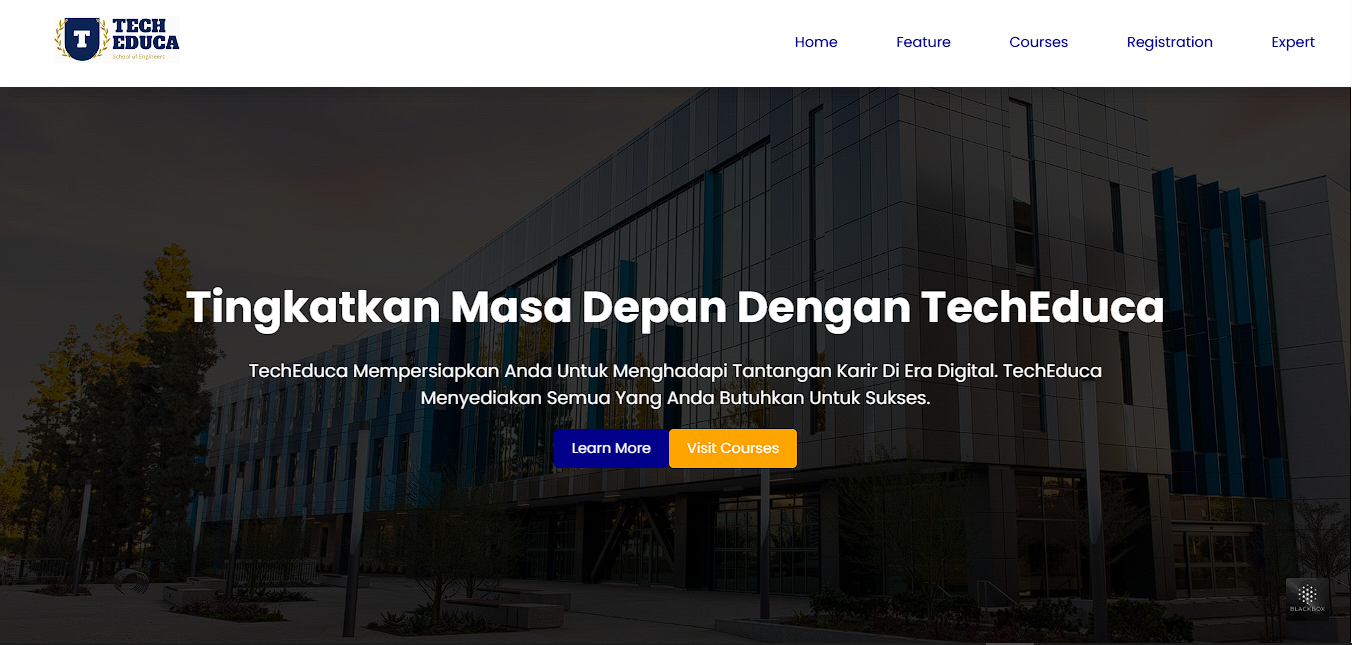 TECH
EDUCA
School of Engineers
T
Home
Feature
Courses
Registration
Expert
Tingkatkan Masa Depan Dengan TechEduca
TechEduca Mempersiapkan Anda Untuk Menghadapi Tantangan Karir Di Era Digital. TechEduca
Menyediakan Semua Yang Anda Butuhkan Untuk Sukses.
Learn More
Visit Courses
BLACKBOX